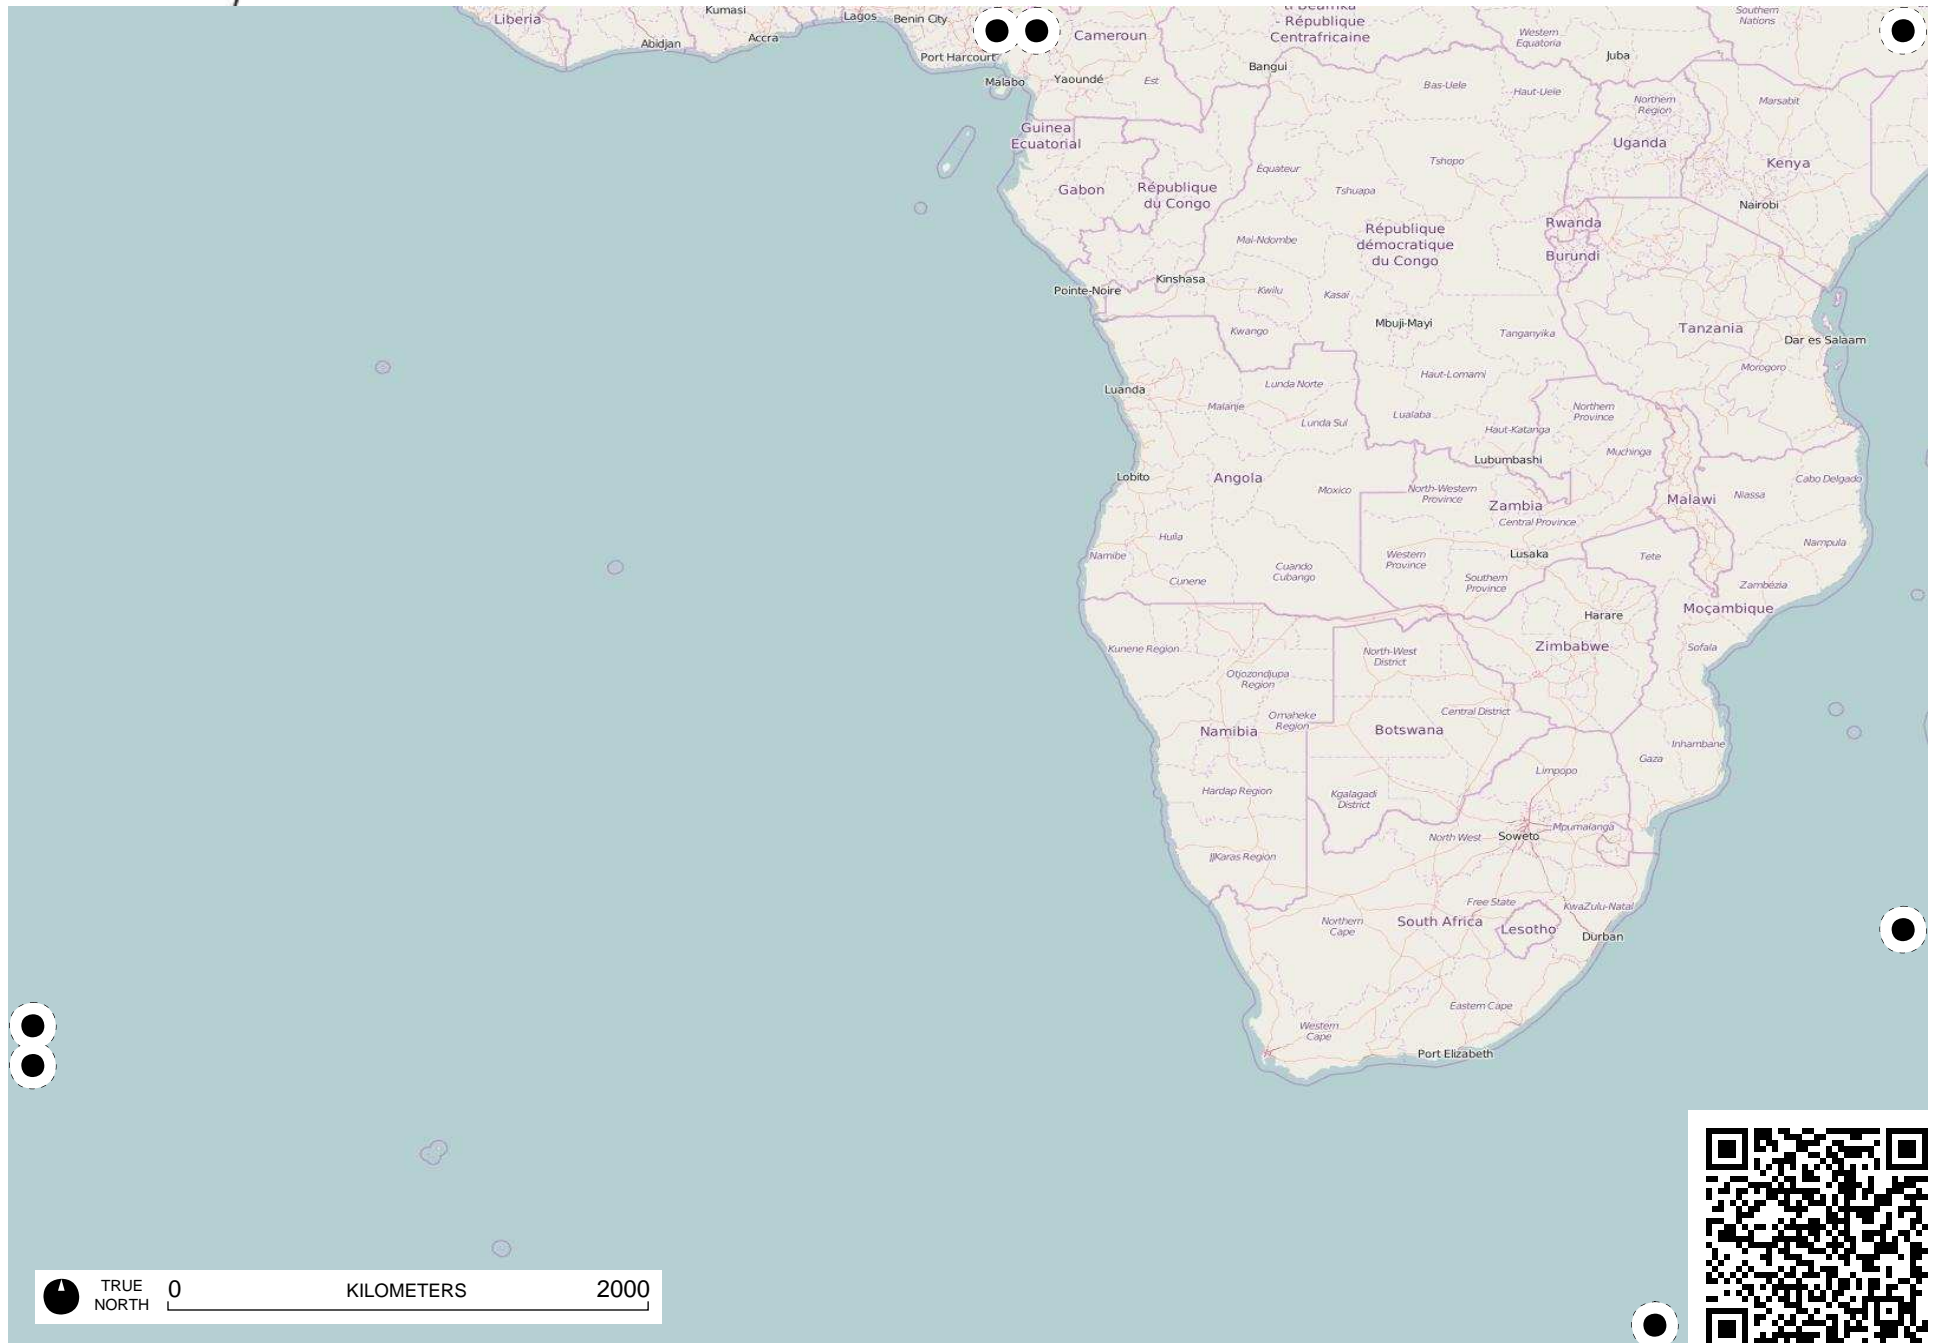 Kumasi
Liberia
Lagos
Benin City
Abidjan
Accra
Port Harcourt
Malabo
Cameroun
Yaoundé
Est
- République
Centrafricaine
Bangui
Western
Equatoria
Juba
Southern
Nations
Bas-Uele
Haut-Uele
Northern
Region
Marsabit
Guinea
Ecuatorial
Uganda
Kenya
Tshopo
Équateur
Gabon
République
du Congo
Tshuapa
Nairobi
Rwanda
Mai-Ndombe
République
démocratique
du Congo
Burundi
Kinshasa
Pointe-Noire
Kwilu
Kasaï
Kwango
Mbuji-Mayi
Tanganyika
Tanzania
Dar es Salaam
Morogoro
Luanda
Lunda Norte
Haut-Lomami
Malanje
Lunda Sul
Lualaba
Northern
Province
Haut-Katanga
Muchinga
Lubumbashi
Lobito
Angola
Moxico
North-Western
Province
Zambia
Central Province
Malawi
Niassa
Cabo Delgado
Huíla
Namibe
Cunene
Cuando
Cubango
Western
Province
Lusaka
Southern
Province
Tete
Nampula
Zambézia
Moçambique
Harare
Kunene Region
North-West
District
Zimbabwe
Sofala
Otjozondjupa
Region
Omaheke
Region
Central District
Namibia
Botswana
Inhambane
Gaza
Limpopo
Hardap Region
Kgalagadi
District
North West
Soweto
Mpumalanga
ǁKaras Region
Free State
KwaZulu-Natal
Northern
Cape
South Africa
Lesotho
Durban
Eastern Cape
Western
Cape
Port Elizabeth
TRUE
NORTH
0
KILOMETERS
2000